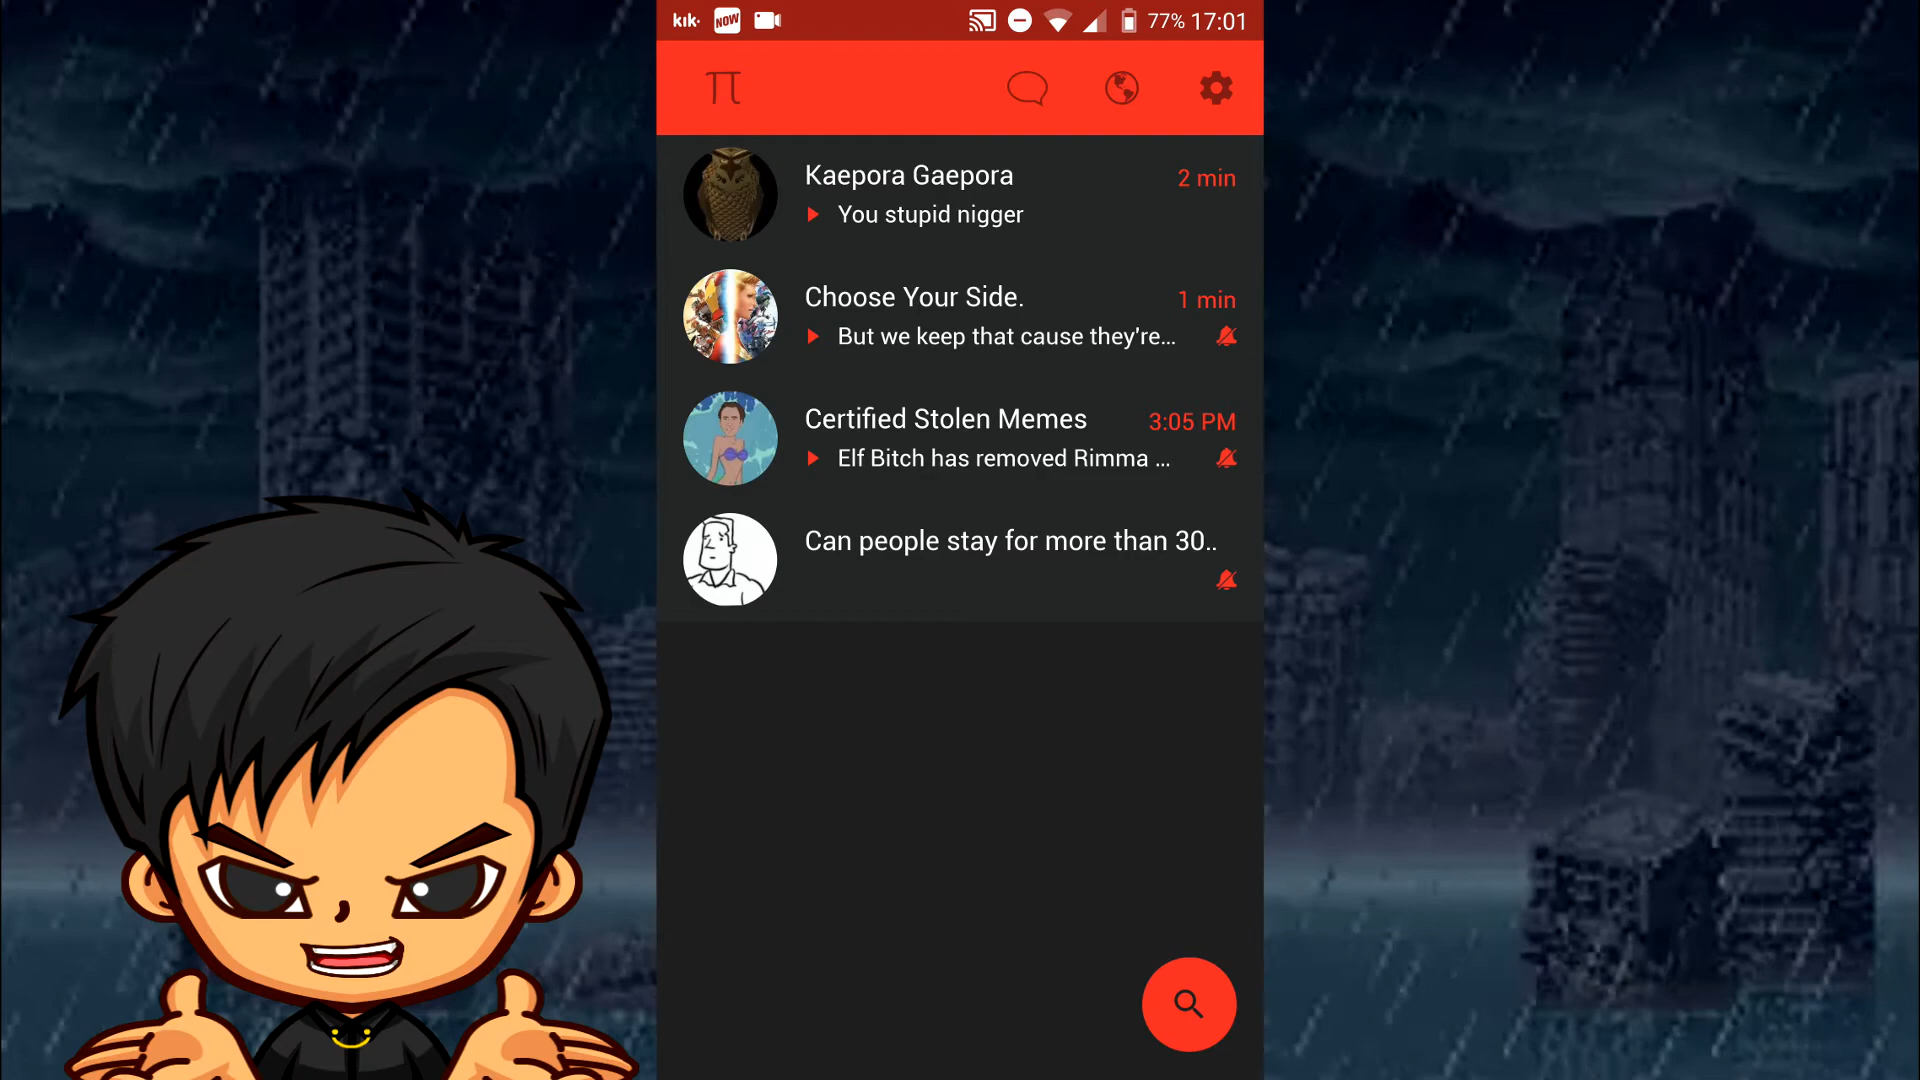 kik·
NOW
77% 17:01
π
Kaepora Gaepora
2 min
You stupid nigger
Choose Your Side.
1 min
But we keep that cause they're...
Certified Stolen Memes
3:05 PM
Elf Bitch has removed Rimma ...
Can people stay for more than 30..